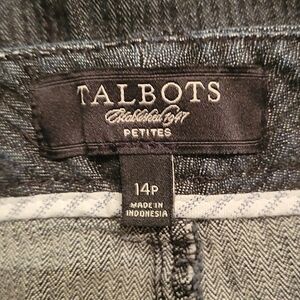 TALBOTS
Established 1947
PETITES
14P
MADE IN
INDONESIA